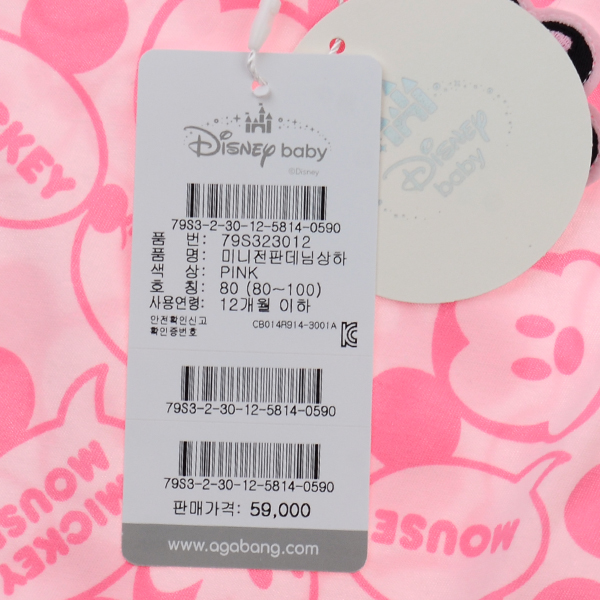 Disney baby
©Disney
79S3-2-30-12-5814-0590
품 번: 79S323012
품 명: 미니전판데님상하
색 상: PINK
호 칭: 80 (80~100)
사용연령: 12개월 이하
안전확인신고
확인증번호 CB014R914-3001A
79S3-2-30-12-5814-0590
79S3-2-30-12-5814-0590
판매가격: 59,000
www.agabang.com
Disney baby
MICKEY
MICKEY
MOUSE
MOUSE